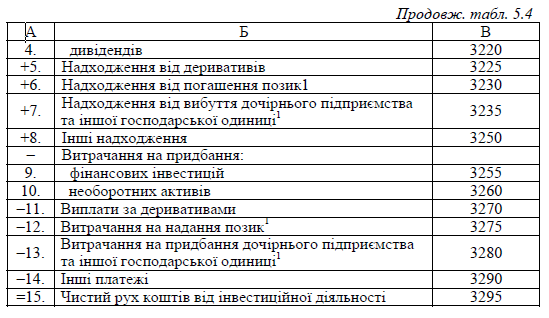 Продовж. табл. 5.4
А Б В
4. дивідендів 3220
+5. Надходження від деривативів 3225
+6. Надходження від погашення позик1 3230
+7. Надходження від вибуття дочірнього підприємства та іншої господарської одиниці¹ 3235
+8. Інші надходження 3250
– Витрачання на придбання:
9. фінансових інвестицій 3255
10. необоротних активів 3260
–11. Виплати за деривативами 3270
–12. Витрачання на надання позик¹ 3275
–13. Витрачання на придбання дочірнього підприємства та іншої господарської одиниці¹ 3280
–14. Інші платежі 3290
=15. Чистий рух коштів від інвестиційної діяльності 3295